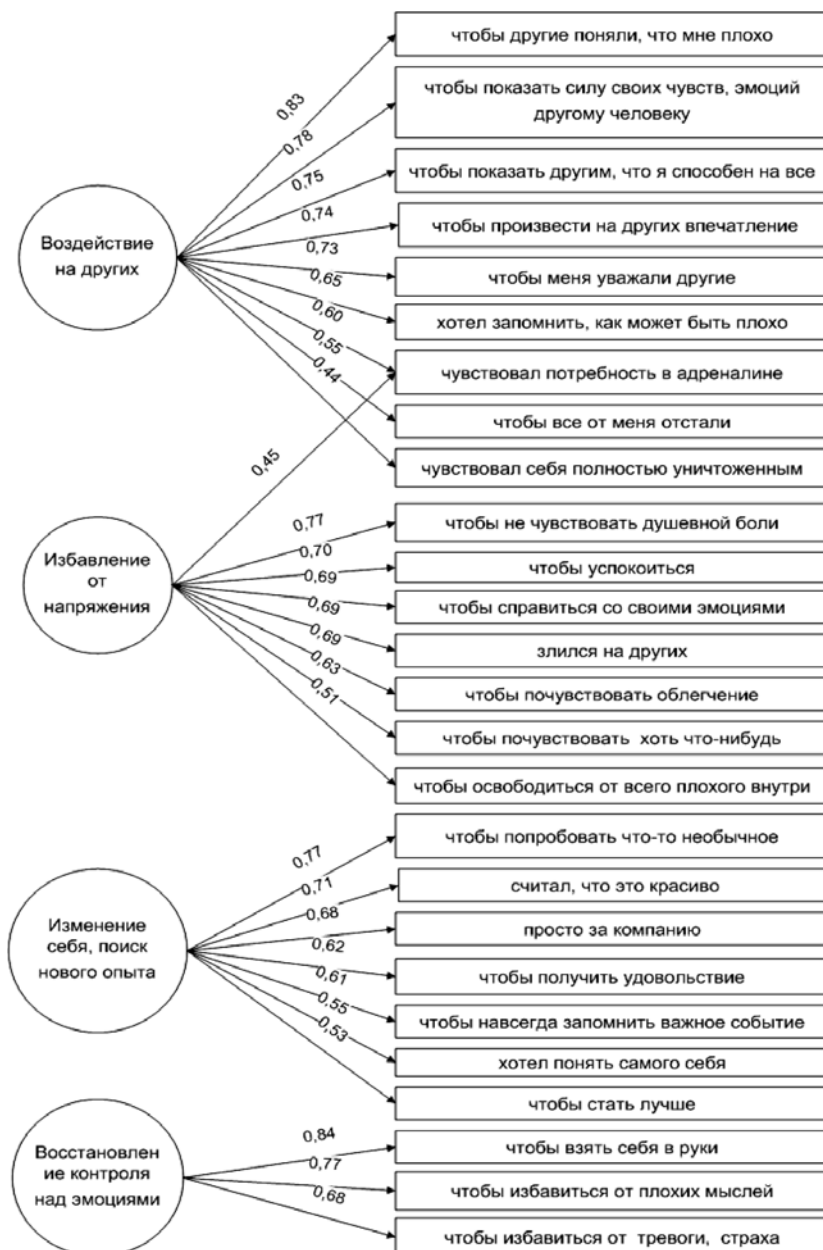 чтобы другие поняли, что мне плохо
чтобы показать силу своих чувств, эмоций
другому человеку
чтобы показать другим, что я способен на все
чтобы произвести на других впечатление
чтобы меня уважали другие
хотел запомнить, как может быть плохо
чувствовал потребность в адреналине
чтобы все от меня отстали
чувствовал себя полностью уничтоженным
Воздействие
на других
0,83
0,78
0,75
0,74
0,73
0,65
0,60
0,55
0,44
0,45
Избавление
от
напряжения
0,77
0,70
0,69
0,69
0,69
0,63
0,51
чтобы не чувствовать душевной боли
чтобы успокоиться
чтобы справиться со своими эмоциями
злился на других
чтобы почувствовать облегчение
чтобы почувствовать хоть что-нибудь
чтобы освободиться от всего плохого внутри
Изменение
себя, поиск
нового опыта
0,77
0,71
0,68
0,62
0,61
0,55
0,53
чтобы попробовать что-то необычное
считал, что это красиво
просто за компанию
чтобы получить удовольствие
чтобы навсегда запомнить важное событие
хотел понять самого себя
чтобы стать лучше
Восстановлен
ие контроля
над эмоциями
0,84
0,77
0,68
чтобы взять себя в руки
чтобы избавиться от плохих мыслей
чтобы избавиться от тревоги, страха